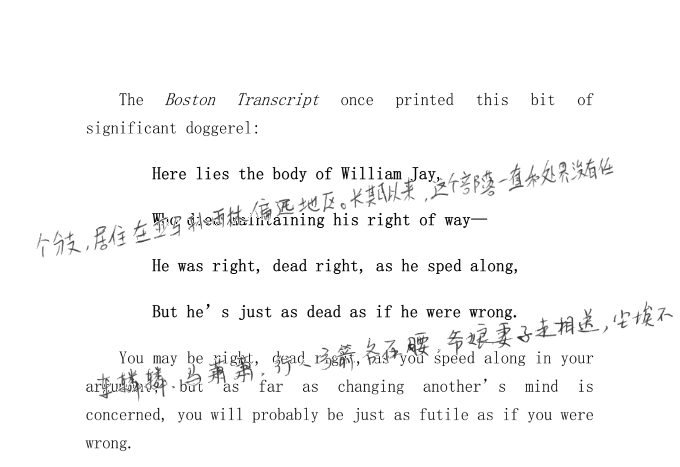 The Boston Transcript once printed this bit of
significant doggerel:
Here lies the body of William Jay,
个分支，居住在亚马孙雨林偏远地区。长期以来，这个部落一直和外界没有任
Who died maintaining his right of way—
He was right, dead right, as he sped along,
But he’s just as dead as if he were wrong.
车辚辚，马萧萧，行人弓箭各在腰，爷娘妻子走相送，尘埃不
You may be right, dead right, as you speed along in your
argument, but as far as changing another’s mind is
concerned, you will probably be just as futile as if you were
wrong.